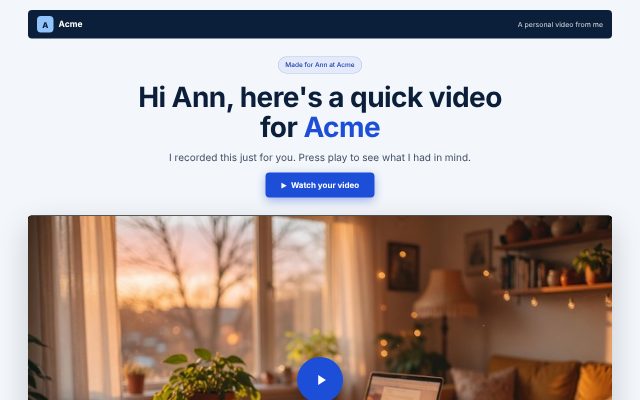 A Acme
A personal video from me
Made for Ann at Acme
Hi Ann, here's a quick video
for Acme
I recorded this just for you. Press play to see what I had in mind.
Watch your video